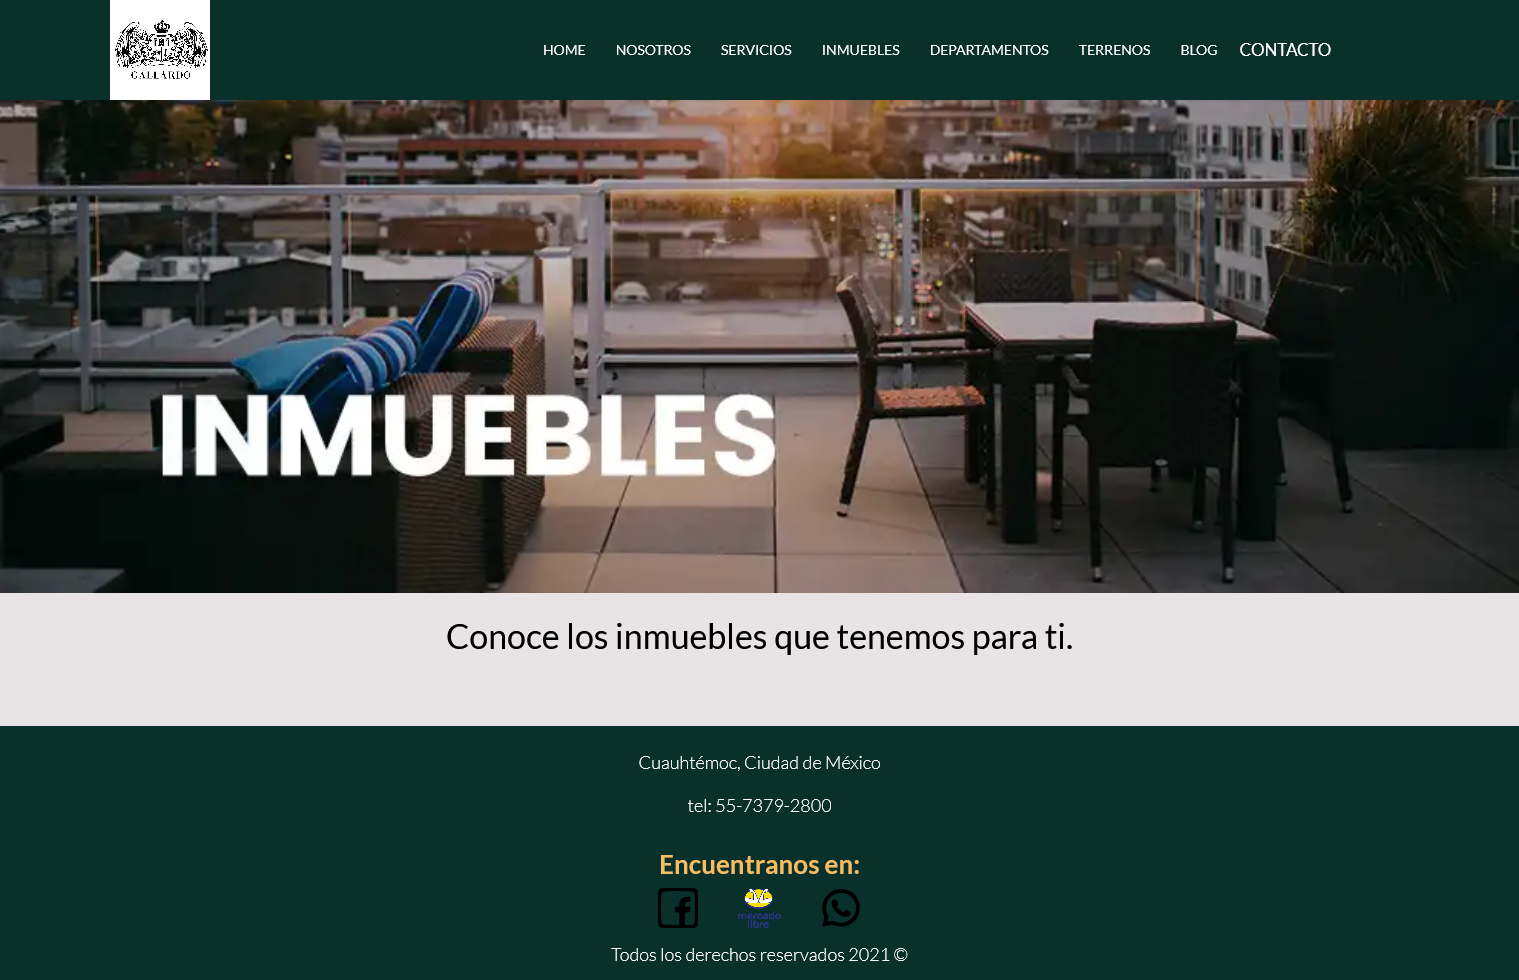 GALLARDO
HOME NOSOTROS SERVICIOS INMUEBLES DEPARTAMENTOS TERRENOS BLOG CONTACTO
INMUEBLES
Conoce los inmuebles que tenemos para ti.
Cuauhtémoc, Ciudad de México
tel: 55-7379-2800
Encuentranos en:
mercado
libre
Todos los derechos reservados 2021 ©